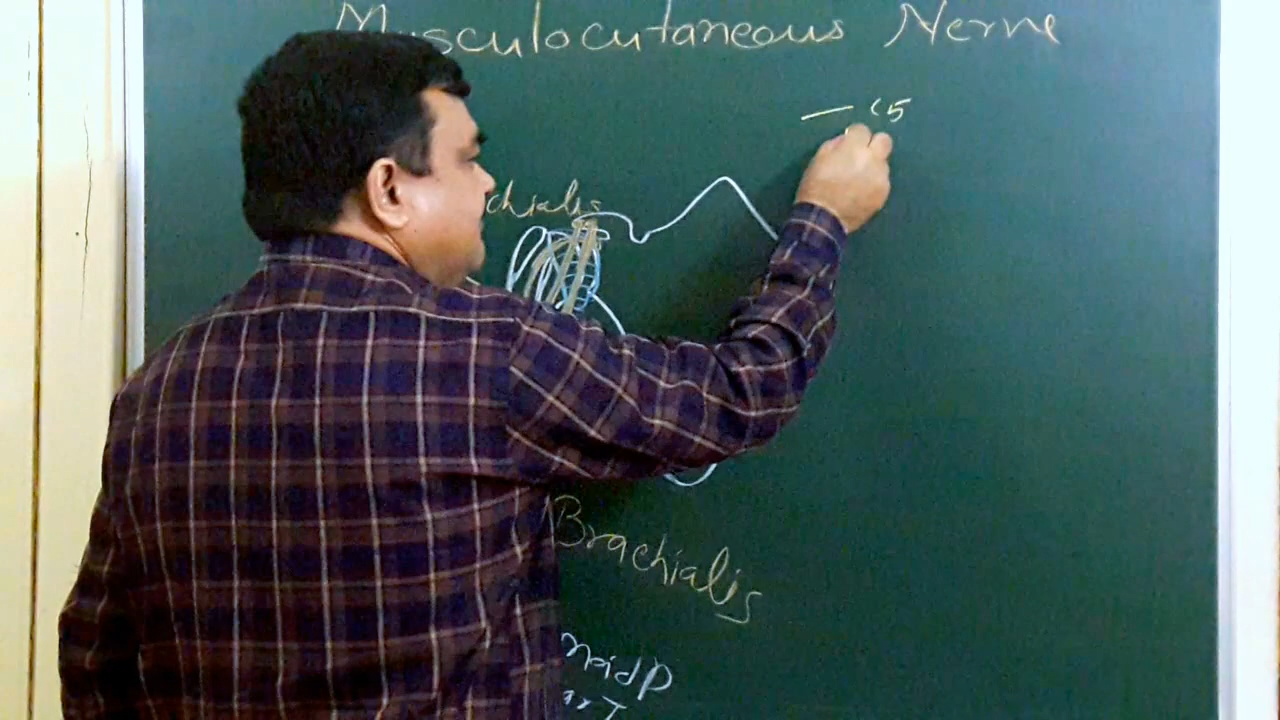 Musculocutaneous Nerve
— C5
chialis
Brachialis